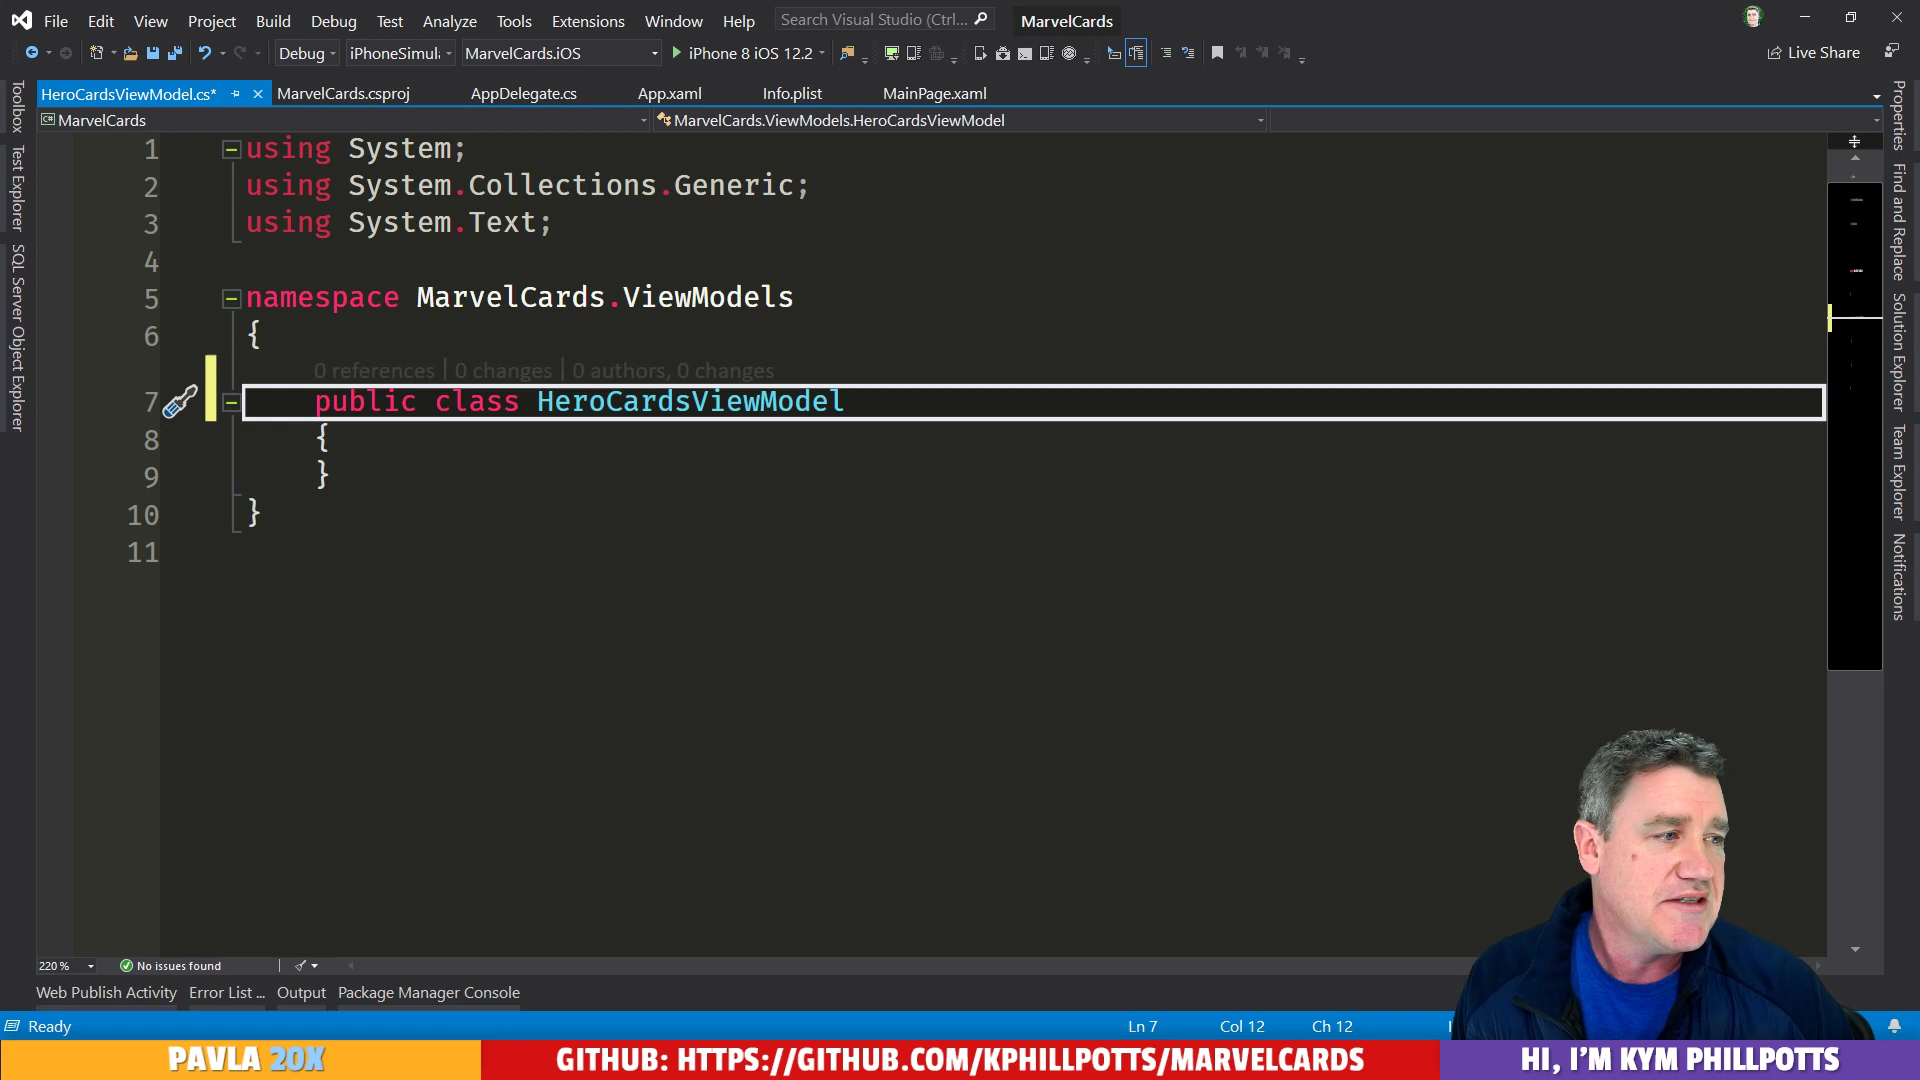 File Edit View Project Build Debug Test Analyze Tools Extensions Window Help Search Visual Studio (Ctrl... MarvelCards
Debug iPhoneSimul MarvelCards.iOS iPhone 8 iOS 12.2 Live Share
HeroCardsViewModel.cs* MarvelCards.csproj AppDelegate.cs App.xaml Info.plist MainPage.xaml
MarvelCards MarvelCards.ViewModels.HeroCardsViewModel
Toolbox
Test Explorer
SQL Server Object Explorer
1 using System;
2 using System.Collections.Generic;
3 using System.Text;
4
5 namespace MarvelCards.ViewModels
6 {
0 references | 0 changes | 0 authors, 0 changes
7 public class HeroCardsViewModel
8 {
9 }
10 }
11
Properties
Find and Replace
Solution Explorer
Team Explorer
Notifications
220 % No issues found
Web Publish Activity Error List ... Output Package Manager Console
Ready Ln 7 Col 12 Ch 12
PAVLA 20X GITHUB: HTTPS://GITHUB.COM/KPHILLPOTTS/MARVELCARDS HI, I'M KYM PHILLPOTTS